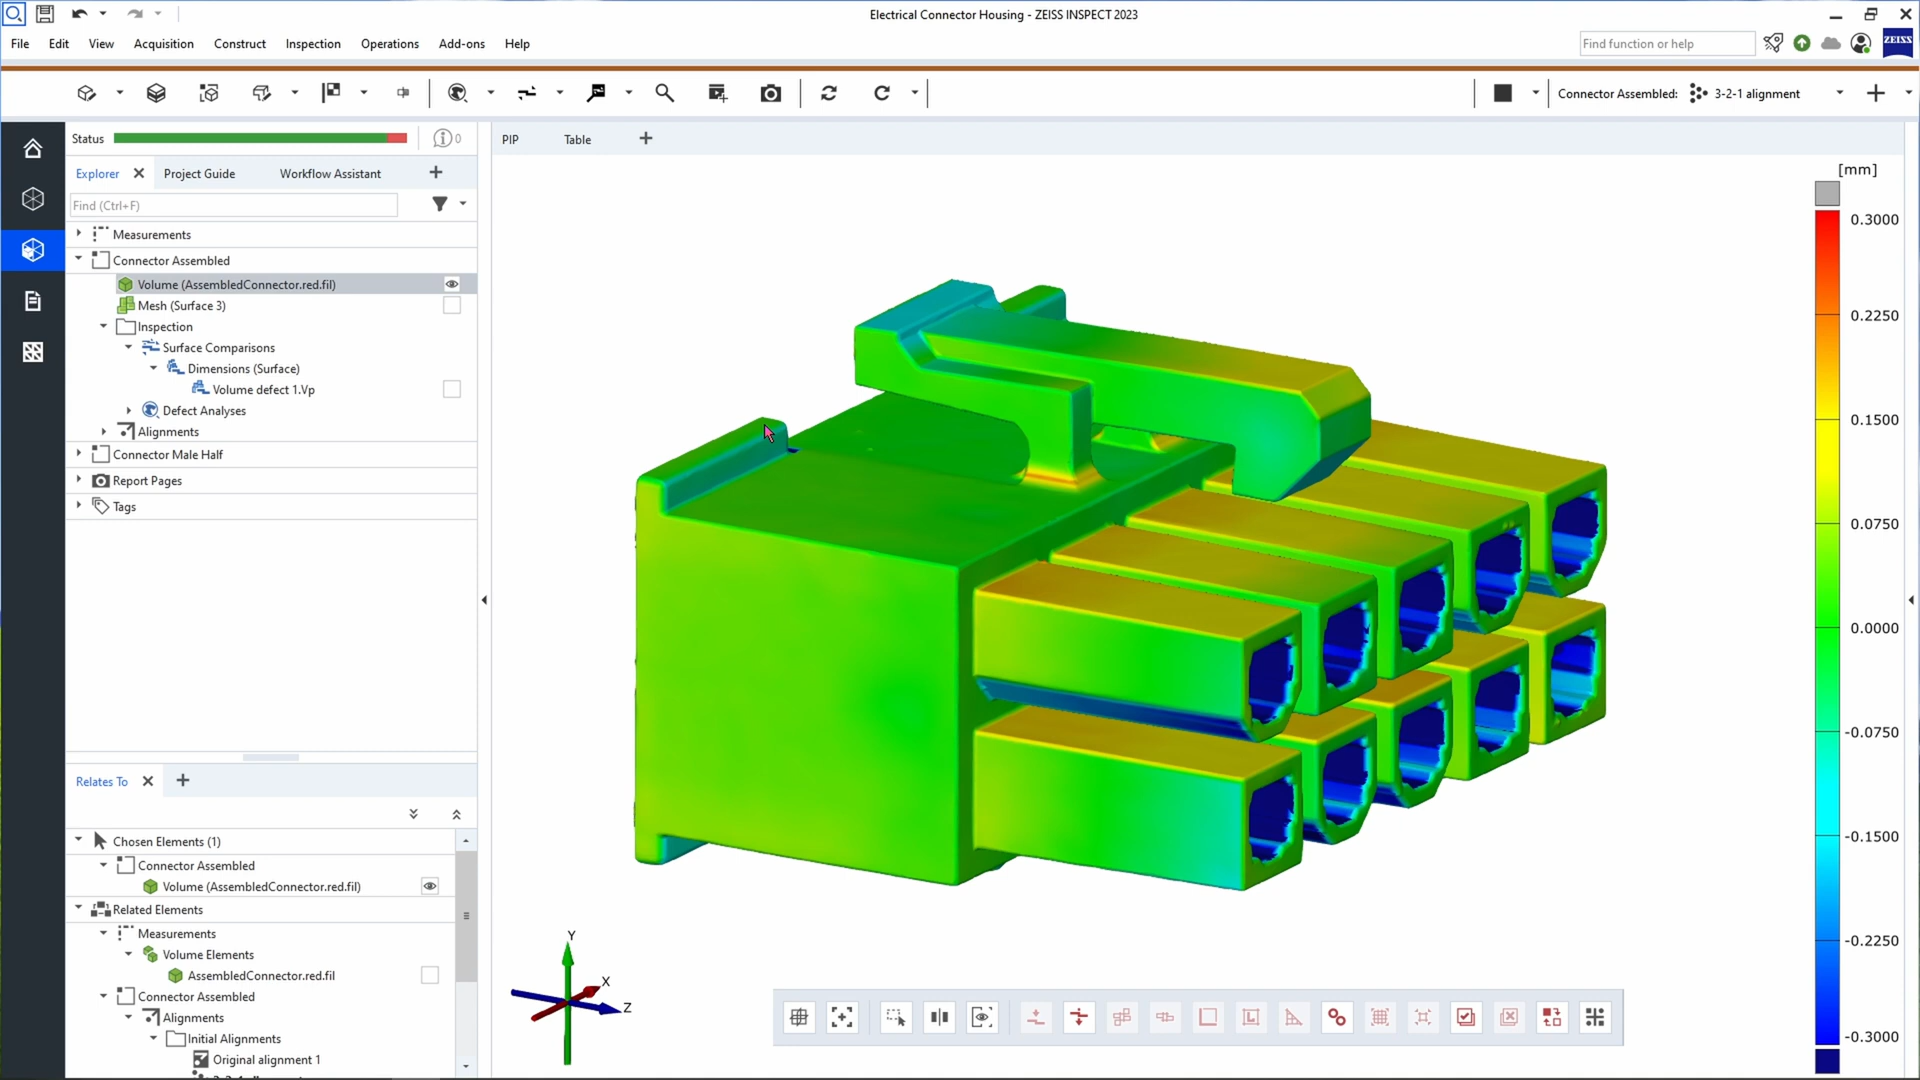 Electrical Connector Housing - ZEISS INSPECT 2023
File Edit View Acquisition Construct Inspection Operations Add-ons Help
Find function or help
ZEISS
Connector Assembled: 3-2-1 alignment
Status
0
PIP Table
Explorer Project Guide Workflow Assistant
Find (Ctrl+F)
Measurements
Connector Assembled
Volume (AssembledConnector.red.fil)
Mesh (Surface 3)
Inspection
Surface Comparisons
Dimensions (Surface)
Volume defect 1.Vp
Defect Analyses
Alignments
Connector Male Half
Report Pages
Tags
Relates To
Chosen Elements (1)
Connector Assembled
Volume (AssembledConnector.red.fil)
Related Elements
Measurements
Volume Elements
AssembledConnector.red.fil
Connector Assembled
Alignments
Initial Alignments
Original alignment 1
Y
X
Z
[mm]
0.3000
0.2250
0.1500
0.0750
0.0000
-0.0750
-0.1500
-0.2250
-0.3000